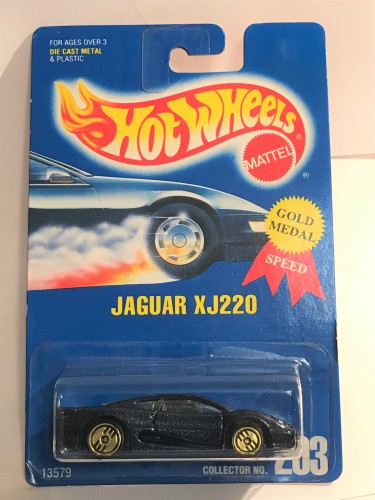 FOR AGES OVER 3
DIE CAST METAL
& PLASTIC
HOT WHEELS
®
MATTEL
®
GOLD
MEDAL
SPEED
JAGUAR XJ220
13579
COLLECTOR NO. 203